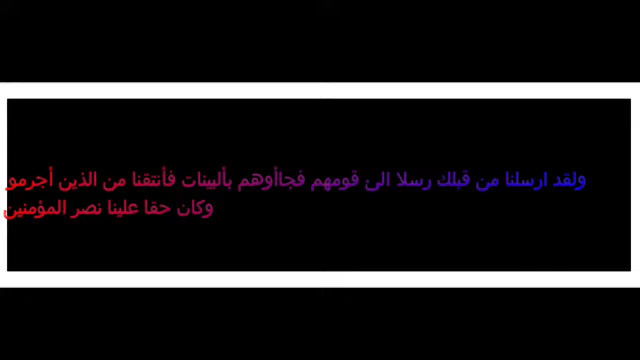 ولقد ارسلنا من قبلك رسلا الى قومهم فجاأوهم بألبينات فأنتقنا من الذين أجرمو
وكان حقا علينا نصر المؤمنين